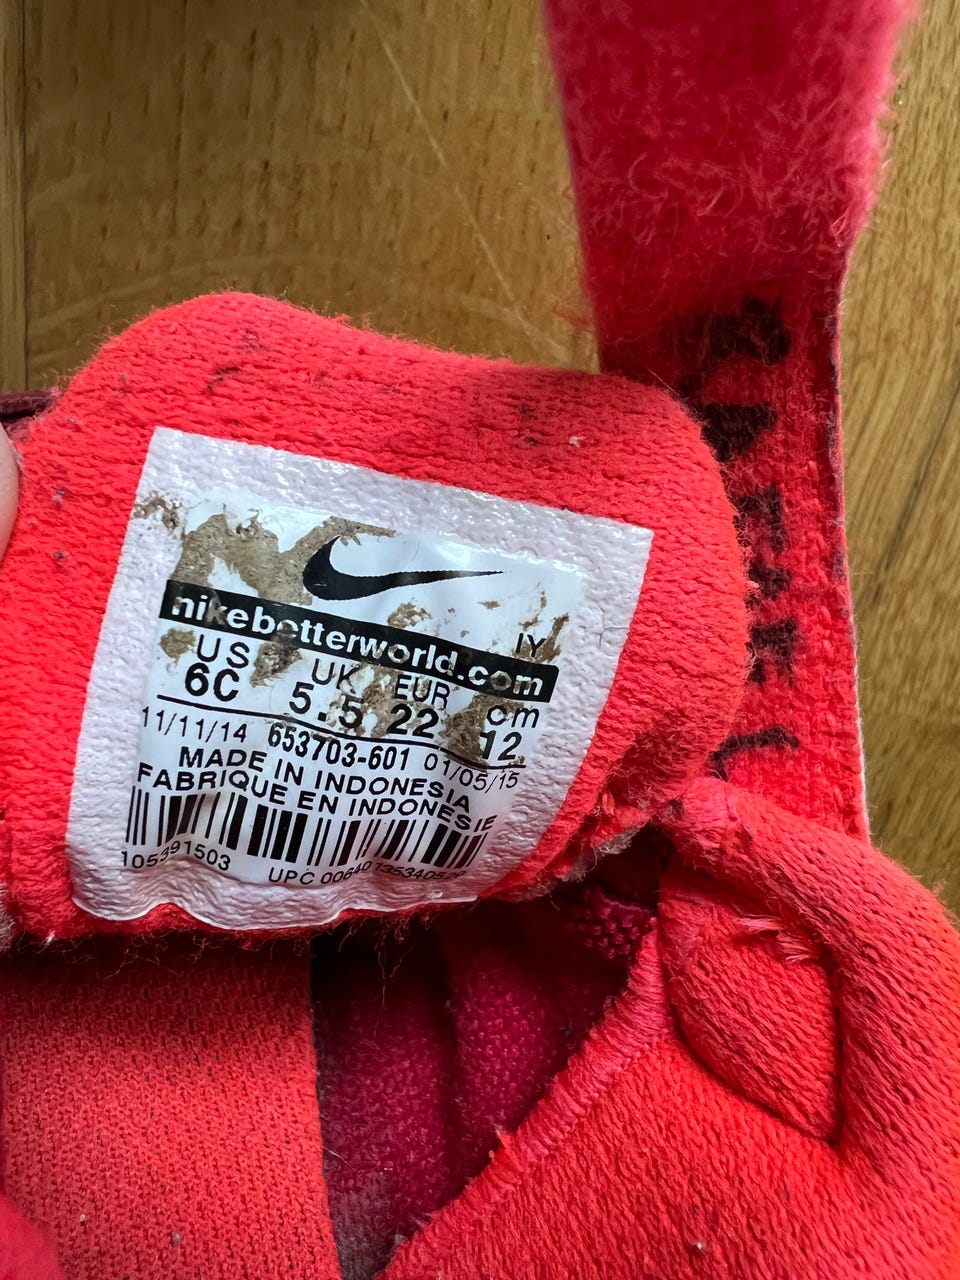 nikebetterworld.com
IY
US UK EUR cm
6C 5.5 22 12
11/11/14 653703-601 01/05/15
MADE IN INDONESIA
FABRIQUE EN INDONESIE
105391503
UPC